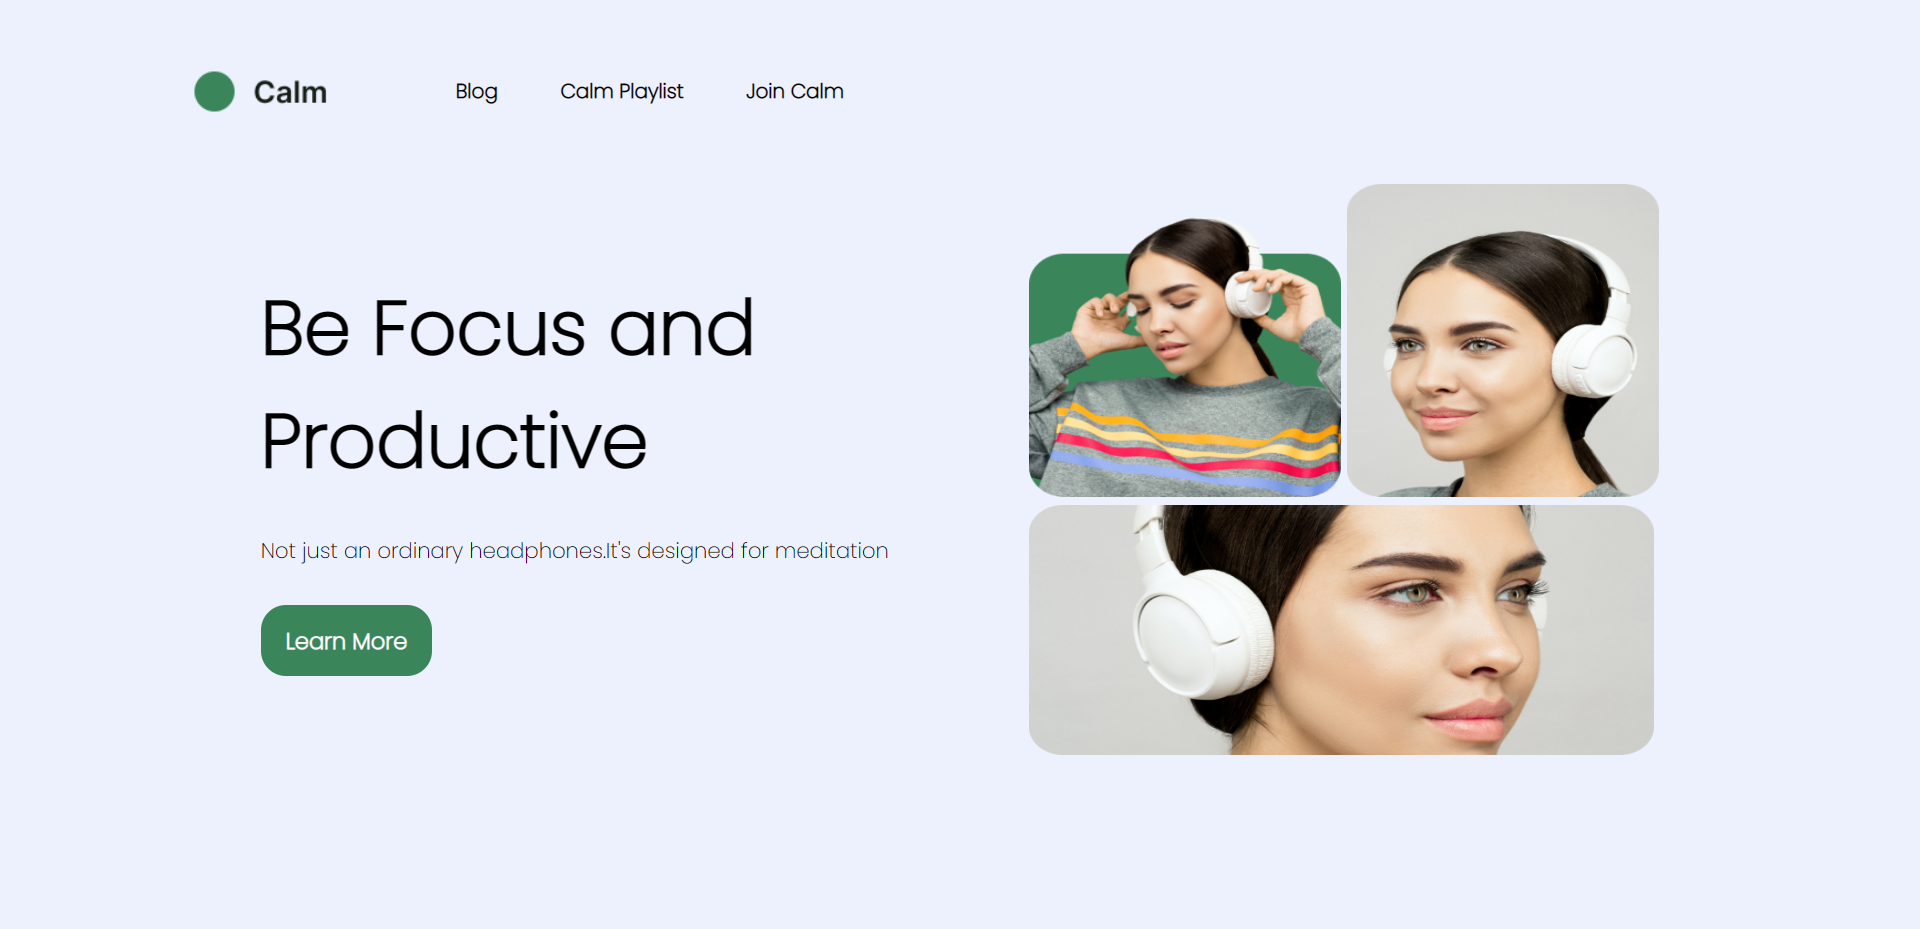 Calm
Blog
Calm Playlist
Join Calm
Be Focus and
Productive
Not just an ordinary headphones.It's designed for meditation
Learn More